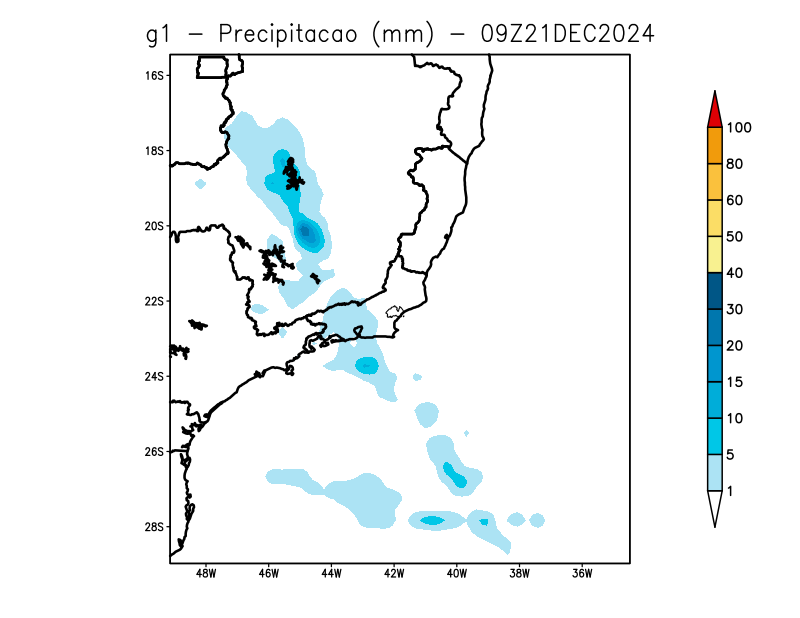 g1 – Precipitacao (mm) – 09Z21DEC2024
16S
18S
20S
22S
24S
26S
28S
48W 46W 44W 42W 40W 38W 36W
100
80
60
50
40
30
20
15
10
5
1